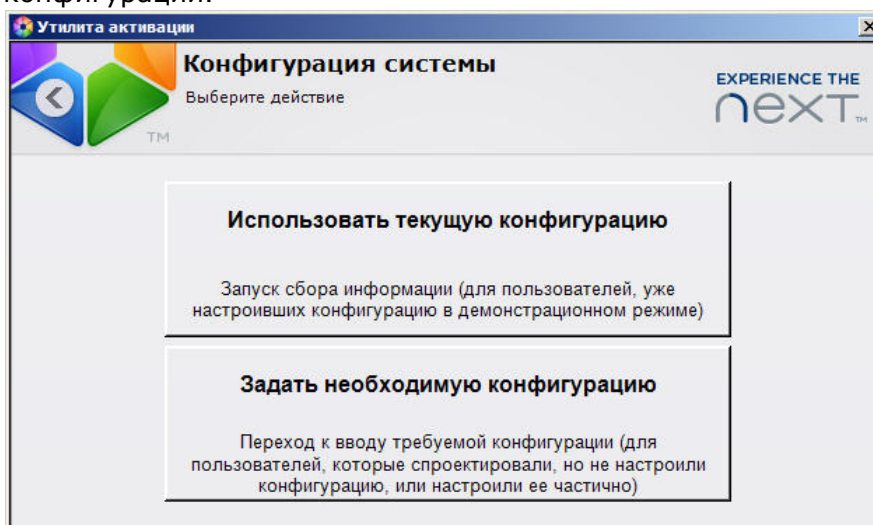 конфигурации.
Утилита активации
Конфигурация системы
Выберите действие
EXPERIENCE THE
neXT™
TM
Использовать текущую конфигурацию
Запуск сбора информации (для пользователей, уже
настроивших конфигурацию в демонстрационном режиме)
Задать необходимую конфигурацию
Переход к вводу требуемой конфигурации (для
пользователей, которые спроектировали, но не настроили
конфигурацию, или настроили ее частично)